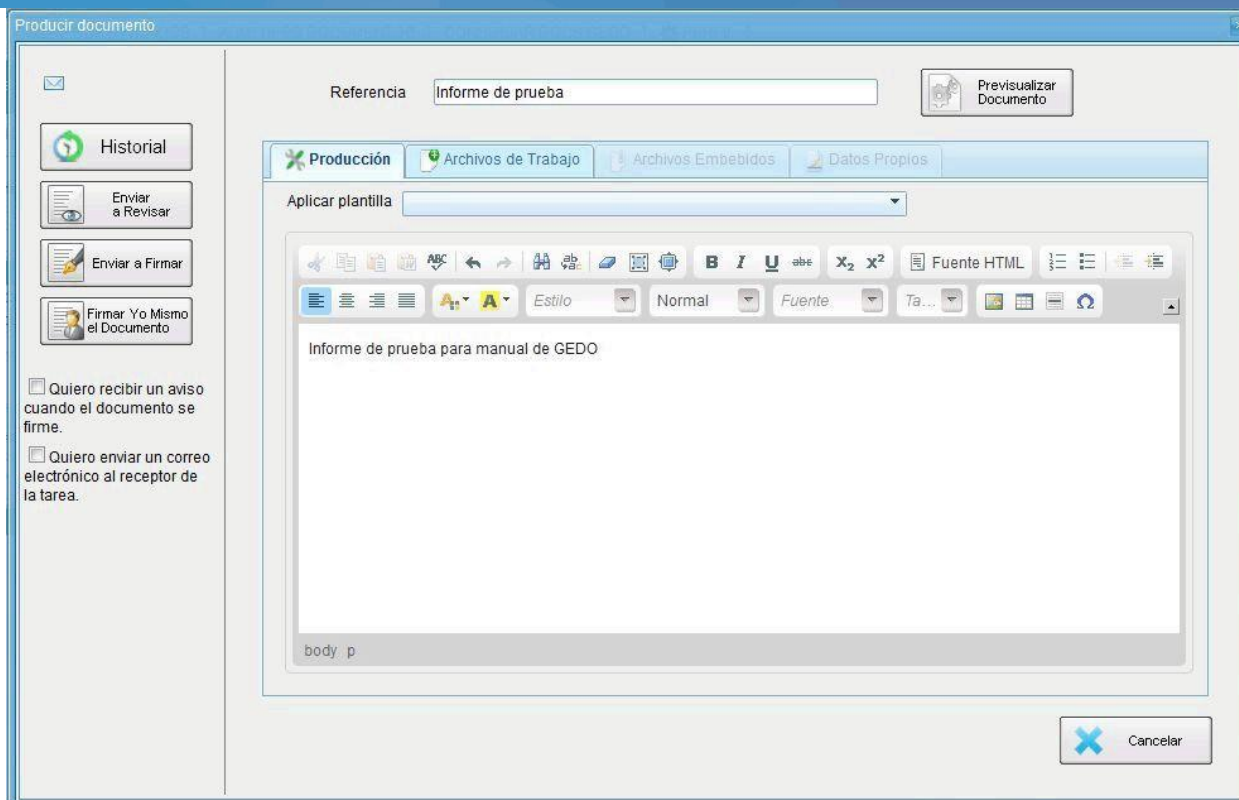 Producir documento
Referencia
Informe de prueba
Previsualizar
Documento
Historial
Enviar
a Revisar
Enviar a Firmar
Firmar Yo Mismo
el Documento
Quiero recibir un aviso
cuando el documento se
firme.
Quiero enviar un correo
electrónico al receptor de
la tarea.
Producción
Archivos de Trabajo
Archivos Embebidos
Datos Propios
Aplicar plantilla
ABC
B I U abc X₂ X² Fuente HTML
A A Estilo Normal Fuente Ta... Ω
Informe de prueba para manual de GEDO
body p
Cancelar